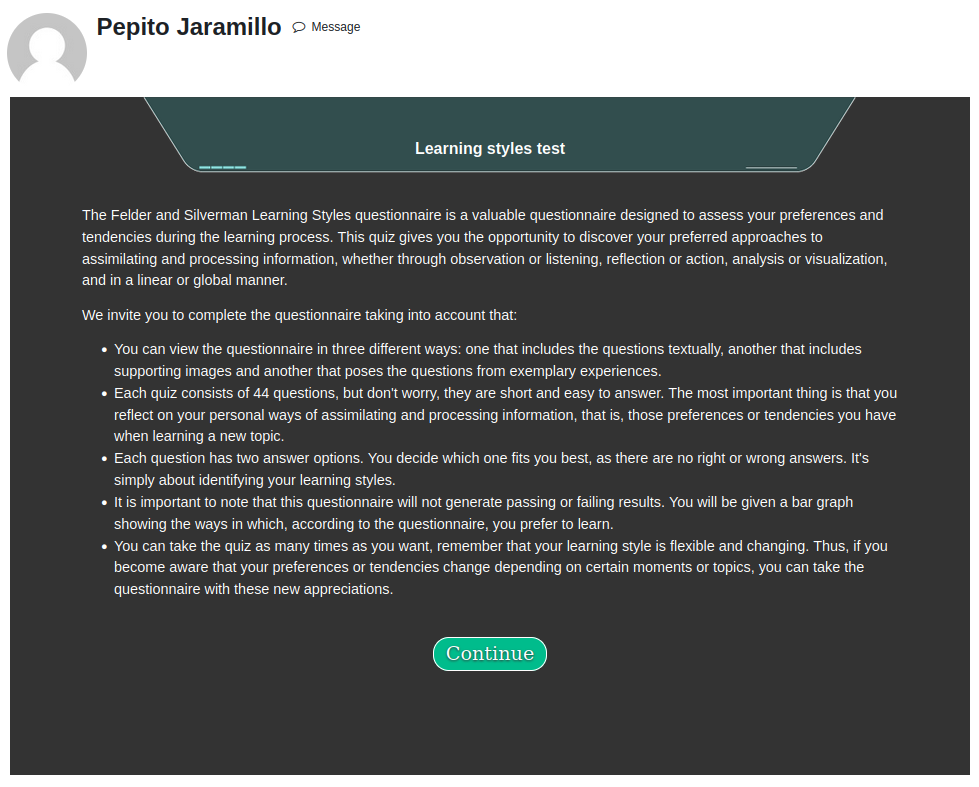 Pepito Jaramillo
Message
Learning styles test
The Felder and Silverman Learning Styles questionnaire is a valuable questionnaire designed to assess your preferences and
tendencies during the learning process. This quiz gives you the opportunity to discover your preferred approaches to
assimilating and processing information, whether through observation or listening, reflection or action, analysis or visualization,
and in a linear or global manner.
We invite you to complete the questionnaire taking into account that:
• You can view the questionnaire in three different ways: one that includes the questions textually, another that includes
supporting images and another that poses the questions from exemplary experiences.
• Each quiz consists of 44 questions, but don't worry, they are short and easy to answer. The most important thing is that you
reflect on your personal ways of assimilating and processing information, that is, those preferences or tendencies you have
when learning a new topic.
• Each question has two answer options. You decide which one fits you best, as there are no right or wrong answers. It's
simply about identifying your learning styles.
• It is important to note that this questionnaire will not generate passing or failing results. You will be given a bar graph
showing the ways in which, according to the questionnaire, you prefer to learn.
• You can take the quiz as many times as you want, remember that your learning style is flexible and changing. Thus, if you
become aware that your preferences or tendencies change depending on certain moments or topics, you can take the
questionnaire with these new appreciations.
Continue